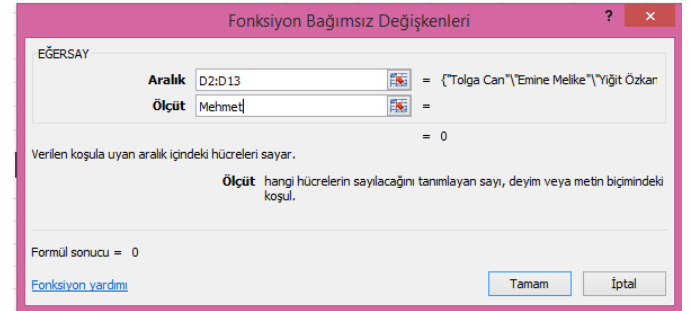 Fonksiyon Bağımsız Değişkenleri
EĞERSAY
Aralık D2:D13 = {"Tolga Can"\"Emine Melike"\"Yiğit Özkar
Ölçüt Mehmet =
= 0
Verilen koşula uyan aralık içindeki hücreleri sayar.
Ölçüt hangi hücrelerin sayılacağını tanımlayan sayı, deyim veya metin biçimindeki
koşul.
Formül sonucu = 0
Fonksiyon yardımı
Tamam
İptal